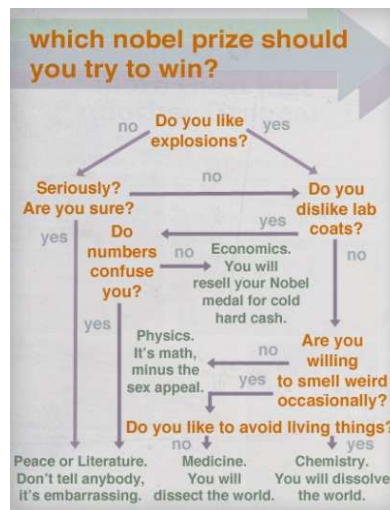 which nobel prize should
you try to win?
no
Do you like
explosions?
yes
Seriously?
Are you sure?
no
Do you
dislike lab
coats?
yes
yes
Do
numbers
confuse
you?
no
Economics.
You will
resell your Nobel
medal for cold
hard cash.
no
yes
Physics.
It's math,
minus the
sex appeal.
no
Are you
willing
to smell weird
occasionally?
yes
Do you like to avoid living things?
no
yes
Peace or Literature.
Don't tell anybody,
it's embarrassing.
Medicine.
You will
dissect the world.
Chemistry.
You will dissolve
the world.